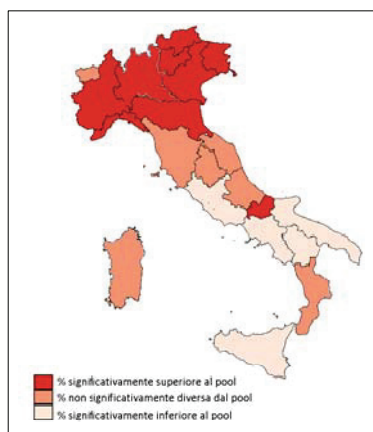 % significativamente superiore al pool
% non significativamente diversa dal pool
% significativamente inferiore al pool